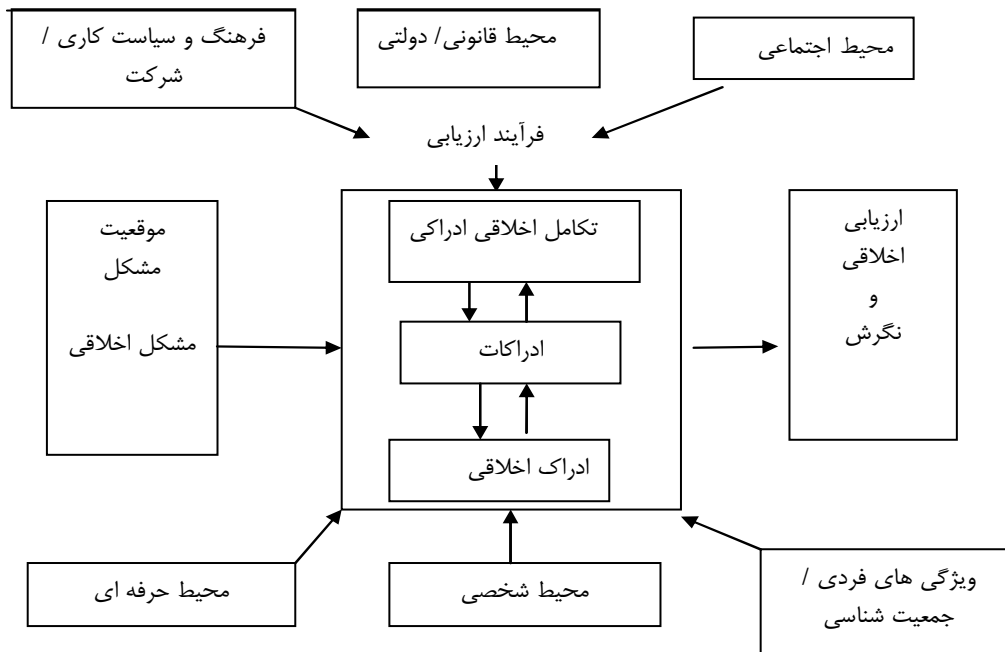 محیط اجتماعی
محیط قانونی/ دولتی
فرهنگ و سیاست کاری /
شرکت
فرآیند ارزیابی
موقعیت
مشکل
مشکل اخلاقی
تکامل اخلاقی ادراکی
ادراکات
ادراک اخلاقی
ارزیابی
اخلاقی
و
نگرش
ویژگی های فردی /
جمعیت شناسی
محیط شخصی
محیط حرفه ای